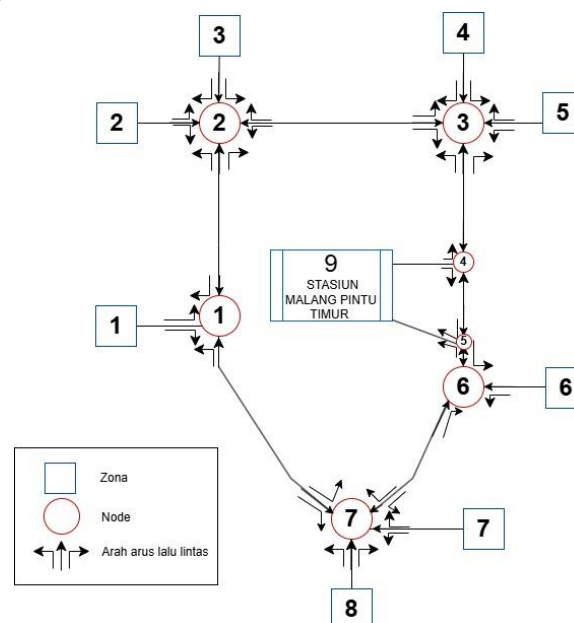 3
4
2
2
3
5
9
STASIUN
MALANG PINTU
TIMUR
4
1
1
5
6
6
Zona
Node
Arah arus lalu lintas
7
7
8